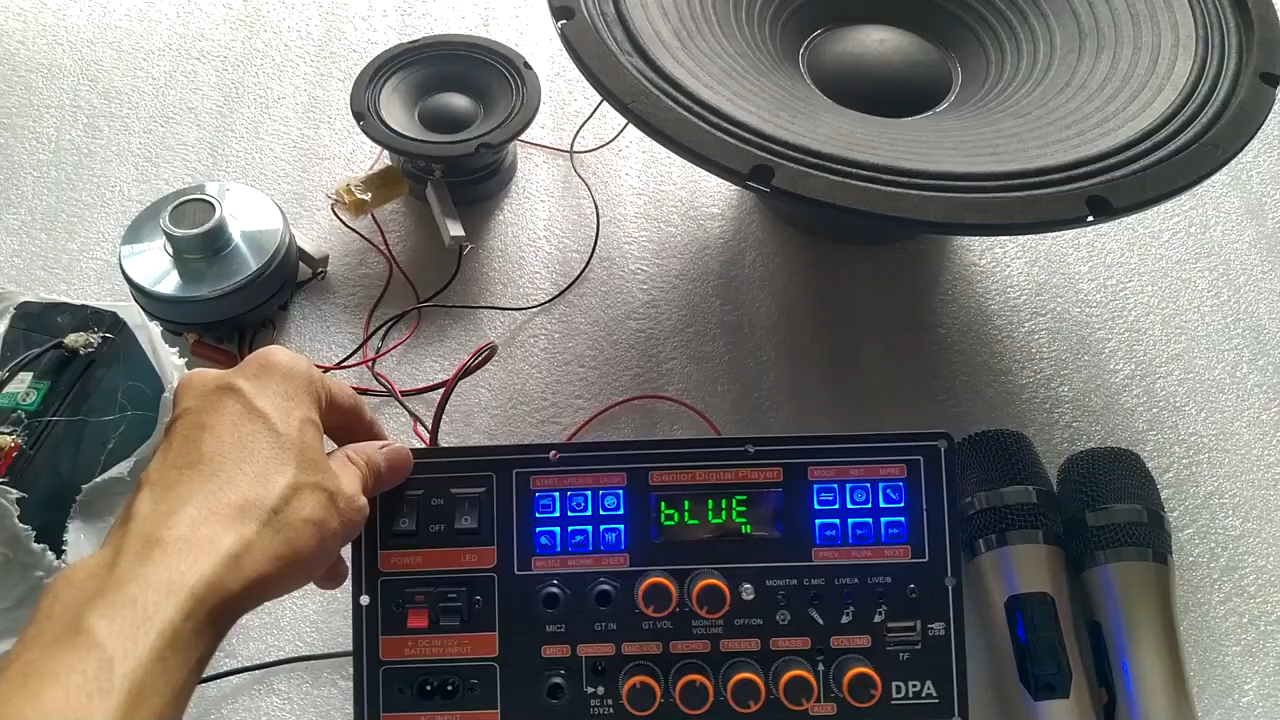 START APPLAUSE LAUGH
Senior Digital Player
MODE REC MPRE
bLUE
ON
OFF
POWER LED
WHISTLE MACHINE CHEER
PREV PLIPA NEXT
MONITIR C.MIC LIVE/A LIVE/B
MIC2 GT.IN GT.VOL MONITIR VOLUME OFF/ON
USB
TF
+ DC IN 12V −
BATTERY INPUT
MIC1 CHARGING MIC.VOL ECHO TREBLE BASS VOLUME
DC IN
15V2A
AUX
DPA
AC INPUT